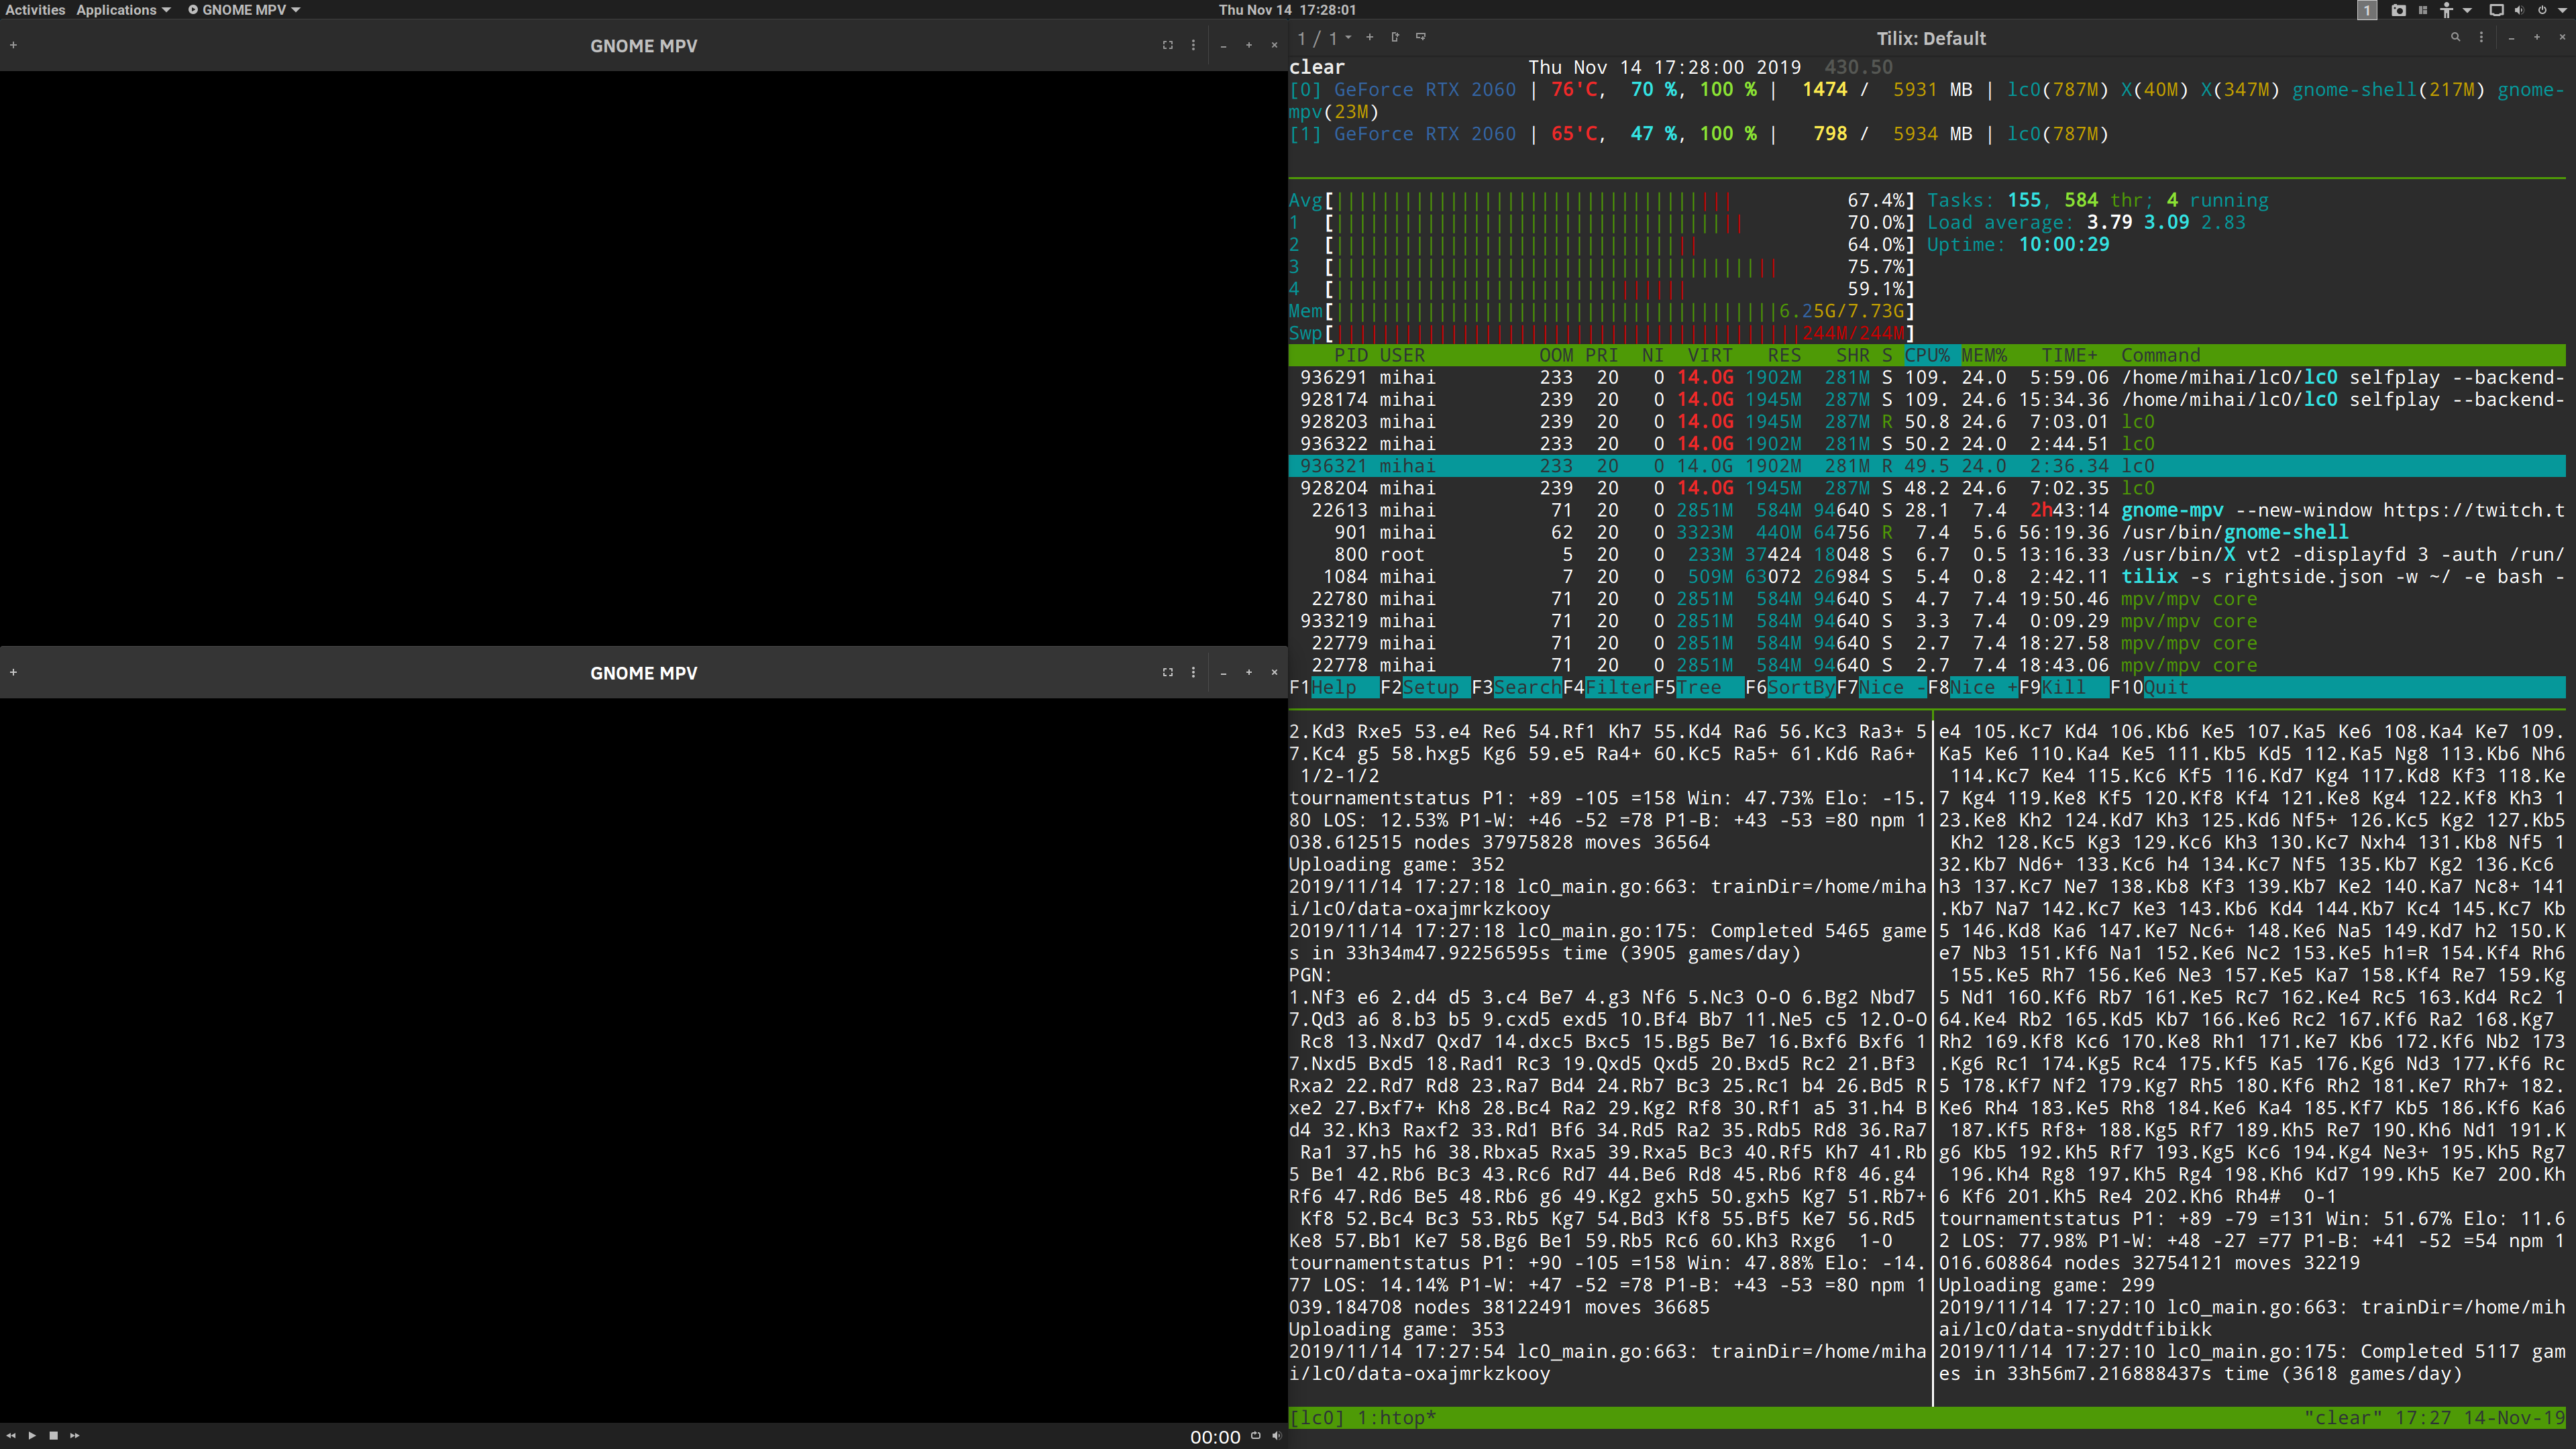 Activities Applications GNOME MPV Thu Nov 14 17:28:01 1
GNOME MPV
GNOME MPV
00:00
1 / 1 Tilix: Default
clear Thu Nov 14 17:28:00 2019 430.50
[0] GeForce RTX 2060 | 76'C, 70 %, 100 % | 1474 / 5931 MB | lc0(787M) X(40M) X(347M) gnome-shell(217M) gnome-
mpv(23M)
[1] GeForce RTX 2060 | 65'C, 47 %, 100 % | 798 / 5934 MB | lc0(787M)
Avg[ 67.4%] Tasks: 155, 584 thr; 4 running
1 [ 70.0%] Load average: 3.79 3.09 2.83
2 [ 64.0%] Uptime: 10:00:29
3 [ 75.7%]
4 [ 59.1%]
Mem[ 6.25G/7.73G]
Swp[ 244M/244M]
PID USER OOM PRI NI VIRT RES SHR S CPU% MEM% TIME+ Command
936291 mihai 233 20 0 14.0G 1902M 281M S 109. 24.0 5:59.06 /home/mihai/lc0/lc0 selfplay --backend-
928174 mihai 239 20 0 14.0G 1945M 287M S 109. 24.6 15:34.36 /home/mihai/lc0/lc0 selfplay --backend-
928203 mihai 239 20 0 14.0G 1945M 287M R 50.8 24.6 7:03.01 lc0
936322 mihai 233 20 0 14.0G 1902M 281M S 50.2 24.0 2:44.51 lc0
936321 mihai 233 20 0 14.0G 1902M 281M R 49.5 24.0 2:36.34 lc0
928204 mihai 239 20 0 14.0G 1945M 287M S 48.2 24.6 7:02.35 lc0
22613 mihai 71 20 0 2851M 584M 94640 S 28.1 7.4 2h43:14 gnome-mpv --new-window https://twitch.t
901 mihai 62 20 0 3323M 440M 64756 R 7.4 5.6 56:19.36 /usr/bin/gnome-shell
800 root 5 20 0 233M 37424 18048 S 6.7 0.5 13:16.33 /usr/bin/X vt2 -displayfd 3 -auth /run/
1084 mihai 7 20 0 509M 63072 26984 S 5.4 0.8 2:42.11 tilix -s rightside.json -w ~/ -e bash -
22780 mihai 71 20 0 2851M 584M 94640 S 4.7 7.4 19:50.46 mpv/mpv core
933219 mihai 71 20 0 2851M 584M 94640 S 3.3 7.4 0:09.29 mpv/mpv core
22779 mihai 71 20 0 2851M 584M 94640 S 2.7 7.4 18:27.58 mpv/mpv core
22778 mihai 71 20 0 2851M 584M 94640 S 2.7 7.4 18:43.06 mpv/mpv core
F1Help F2Setup F3SearchF4FilterF5Tree F6SortByF7Nice -F8Nice +F9Kill F10Quit
2.Kd3 Rxe5 53.e4 Re6 54.Rf1 Kh7 55.Kd4 Ra6 56.Kc3 Ra3+ 5
7.Kc4 g5 58.hxg5 Kg6 59.e5 Ra4+ 60.Kc5 Ra5+ 61.Kd6 Ra6+
1/2-1/2
tournamentstatus P1: +89 -105 =158 Win: 47.73% Elo: -15.
80 LOS: 12.53% P1-W: +46 -52 =78 P1-B: +43 -53 =80 npm 1
038.612515 nodes 37975828 moves 36564
Uploading game: 352
2019/11/14 17:27:18 lc0_main.go:663: trainDir=/home/miha
i/lc0/data-oxajmrkzkooy
2019/11/14 17:27:18 lc0_main.go:175: Completed 5465 game
s in 33h34m47.92256595s time (3905 games/day)
PGN:
1.Nf3 e6 2.d4 d5 3.c4 Be7 4.g3 Nf6 5.Nc3 O-O 6.Bg2 Nbd7
7.Qd3 a6 8.b3 b5 9.cxd5 exd5 10.Bf4 Bb7 11.Ne5 c5 12.O-O
Rc8 13.Nxd7 Qxd7 14.dxc5 Bxc5 15.Bg5 Be7 16.Bxf6 Bxf6 1
7.Nxd5 Bxd5 18.Rad1 Rc3 19.Qxd5 Qxd5 20.Bxd5 Rc2 21.Bf3
Rxa2 22.Rd7 Rd8 23.Ra7 Bd4 24.Rb7 Bc3 25.Rc1 b4 26.Bd5 R
xe2 27.Bxf7+ Kh8 28.Bc4 Ra2 29.Kg2 Rf8 30.Rf1 a5 31.h4 B
d4 32.Kh3 Raxf2 33.Rd1 Bf6 34.Rd5 Ra2 35.Rdb5 Rd8 36.Ra7
Ra1 37.h5 h6 38.Rbxa5 Rxa5 39.Rxa5 Bc3 40.Rf5 Kh7 41.Rb
5 Be1 42.Rb6 Bc3 43.Rc6 Rd7 44.Be6 Rd8 45.Rb6 Rf8 46.g4
Rf6 47.Rd6 Be5 48.Rb6 g6 49.Kg2 gxh5 50.gxh5 Kg7 51.Rb7+
Kf8 52.Bc4 Bc3 53.Rb5 Kg7 54.Bd3 Kf8 55.Bf5 Ke7 56.Rd5
Ke8 57.Bb1 Ke7 58.Bg6 Be1 59.Rb5 Rc6 60.Kh3 Rxg6 1-0
tournamentstatus P1: +90 -105 =158 Win: 47.88% Elo: -14.
77 LOS: 14.14% P1-W: +47 -52 =78 P1-B: +43 -53 =80 npm 1
039.184708 nodes 38122491 moves 36685
Uploading game: 353
2019/11/14 17:27:54 lc0_main.go:663: trainDir=/home/miha
i/lc0/data-oxajmrkzkooy
e4 105.Kc7 Kd4 106.Kb6 Ke5 107.Ka5 Ke6 108.Ka4 Ke7 109.
Ka5 Ke6 110.Ka4 Ke5 111.Kb5 Kd5 112.Ka5 Ng8 113.Kb6 Nh6
114.Kc7 Ke4 115.Kc6 Kf5 116.Kd7 Kg4 117.Kd8 Kf3 118.Ke
7 Kg4 119.Ke8 Kf5 120.Kf8 Kf4 121.Ke8 Kg4 122.Kf8 Kh3 1
23.Ke8 Kh2 124.Kd7 Kh3 125.Kd6 Nf5+ 126.Kc5 Kg2 127.Kb5
Kh2 128.Kc5 Kg3 129.Kc6 Kh3 130.Kc7 Nxh4 131.Kb8 Nf5 1
32.Kb7 Nd6+ 133.Kc6 h4 134.Kc7 Nf5 135.Kb7 Kg2 136.Kc6
h3 137.Kc7 Ne7 138.Kb8 Kf3 139.Kb7 Ke2 140.Ka7 Nc8+ 141
.Kb7 Na7 142.Kc7 Ke3 143.Kb6 Kd4 144.Kb7 Kc4 145.Kc7 Kb
5 146.Kd8 Ka6 147.Ke7 Nc6+ 148.Ke6 Na5 149.Kd7 h2 150.K
e7 Nb3 151.Kf6 Na1 152.Ke6 Nc2 153.Ke5 h1=R 154.Kf4 Rh6
155.Ke5 Rh7 156.Ke6 Ne3 157.Ke5 Ka7 158.Kf4 Re7 159.Kg
5 Nd1 160.Kf6 Rb7 161.Ke5 Rc7 162.Ke4 Rc5 163.Kd4 Rc2 1
64.Ke4 Rb2 165.Kd5 Kb7 166.Ke6 Rc2 167.Kf6 Ra2 168.Kg7
Rh2 169.Kf8 Kc6 170.Ke8 Rh1 171.Ke7 Kb6 172.Kf6 Nb2 173
.Kg6 Rc1 174.Kg5 Rc4 175.Kf5 Ka5 176.Kg6 Nd3 177.Kf6 Rc
5 178.Kf7 Nf2 179.Kg7 Rh5 180.Kf6 Rh2 181.Ke7 Rh7+ 182.
Ke6 Rh4 183.Ke5 Rh8 184.Ke6 Ka4 185.Kf7 Kb5 186.Kf6 Ka6
187.Kf5 Rf8+ 188.Kg5 Rf7 189.Kh5 Re7 190.Kh6 Nd1 191.K
g6 Kb5 192.Kh5 Rf7 193.Kg5 Kc6 194.Kg4 Ne3+ 195.Kh5 Rg7
196.Kh4 Rg8 197.Kh5 Rg4 198.Kh6 Kd7 199.Kh5 Ke7 200.Kh
6 Kf6 201.Kh5 Re4 202.Kh6 Rh4# 0-1
tournamentstatus P1: +89 -79 =131 Win: 51.67% Elo: 11.6
2 LOS: 77.98% P1-W: +48 -27 =77 P1-B: +41 -52 =54 npm 1
016.608864 nodes 32754121 moves 32219
Uploading game: 299
2019/11/14 17:27:10 lc0_main.go:663: trainDir=/home/mih
ai/lc0/data-snyddtfibikk
2019/11/14 17:27:10 lc0_main.go:175: Completed 5117 gam
es in 33h56m7.216888437s time (3618 games/day)
[lc0] 1:htop* "clear" 17:27 14-Nov-19